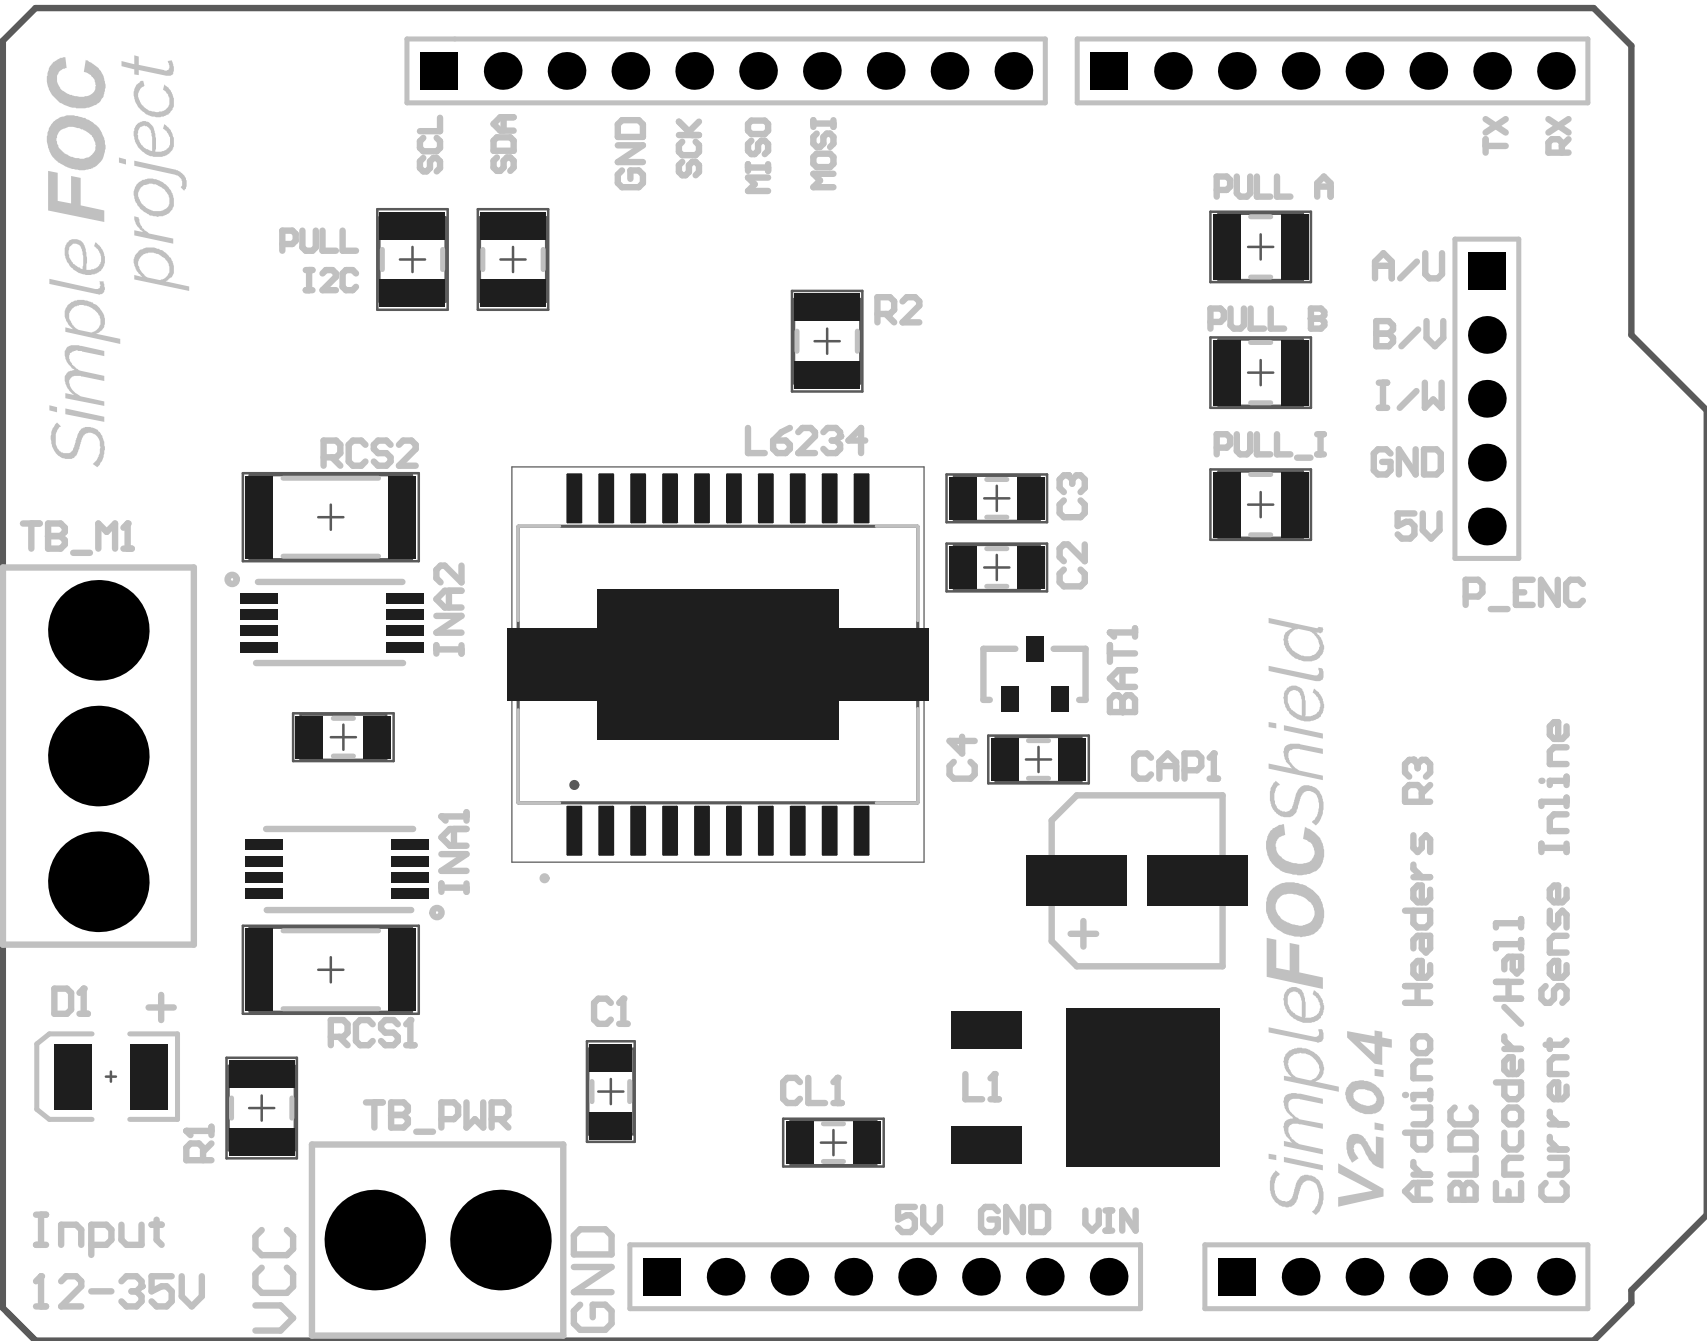 Simple FOC
project
SCL
SDA
GND
SCK
MISO
MOSI
TX
RX
PULL
I2C
R2
PULL A
PULL B
PULL_I
A/U
B/V
I/W
GND
5V
P_ENC
L6234
RCS2
TB_M1
INA2
C3
C2
BAT1
C4
CAP1
+
INA1
RCS1
D1
+
R1
TB_PWR
C1
CL1
L1
Input
12-35V
VCC
GND
5V
GND
VIN
SimpleFOCShield
V2.0.4
Arduino Headers R3
BLDC
Encoder/Hall
Current Sense Inline